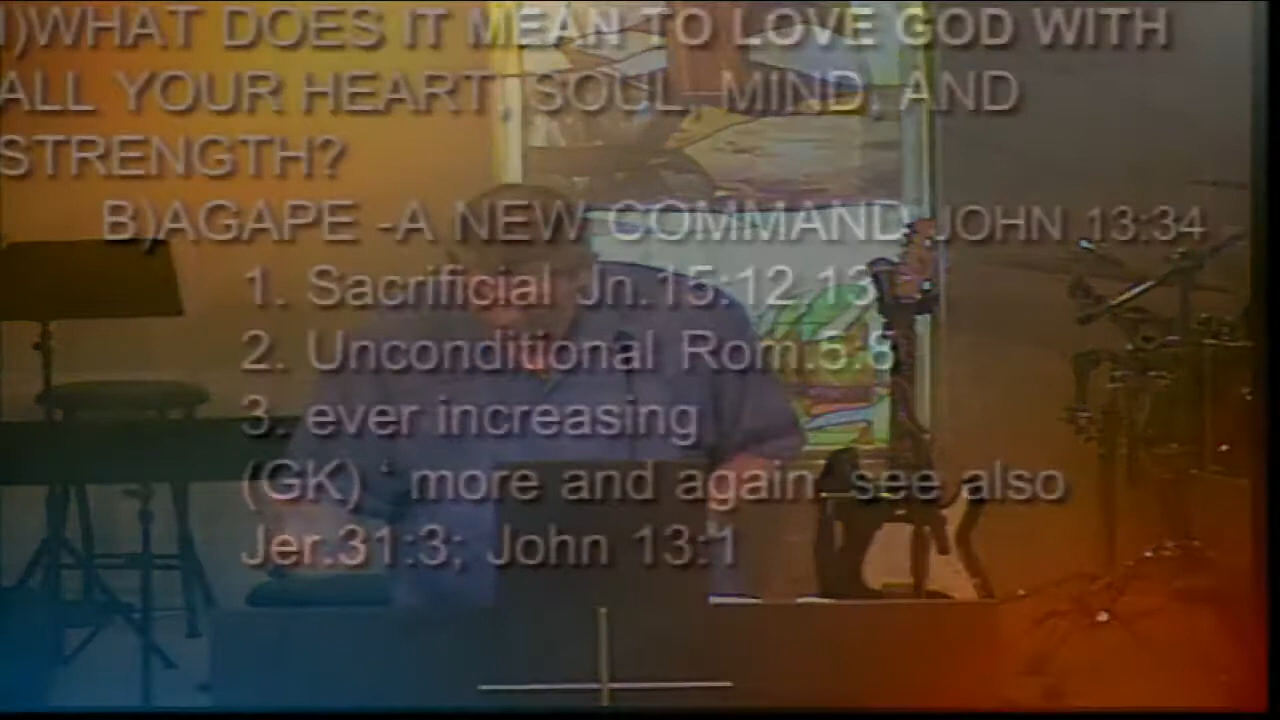 I)WHAT DOES IT MEAN TO LOVE GOD WITH
ALL YOUR HEART, SOUL, MIND, AND
STRENGTH?
B)AGAPE -A NEW COMMAND JOHN 13:34
1. Sacrificial Jn.15:12,13
2. Unconditional Rom.5:5
3. ever increasing
(GK) ' more and again' see also
Jer.31:3; John 13:1